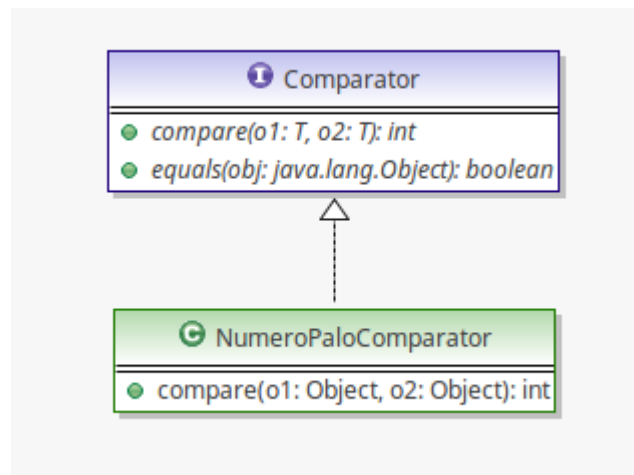 I Comparator
compare(o1: T, o2: T): int
equals(obj: java.lang.Object): boolean
C NumeroPaloComparator
compare(o1: Object, o2: Object): int